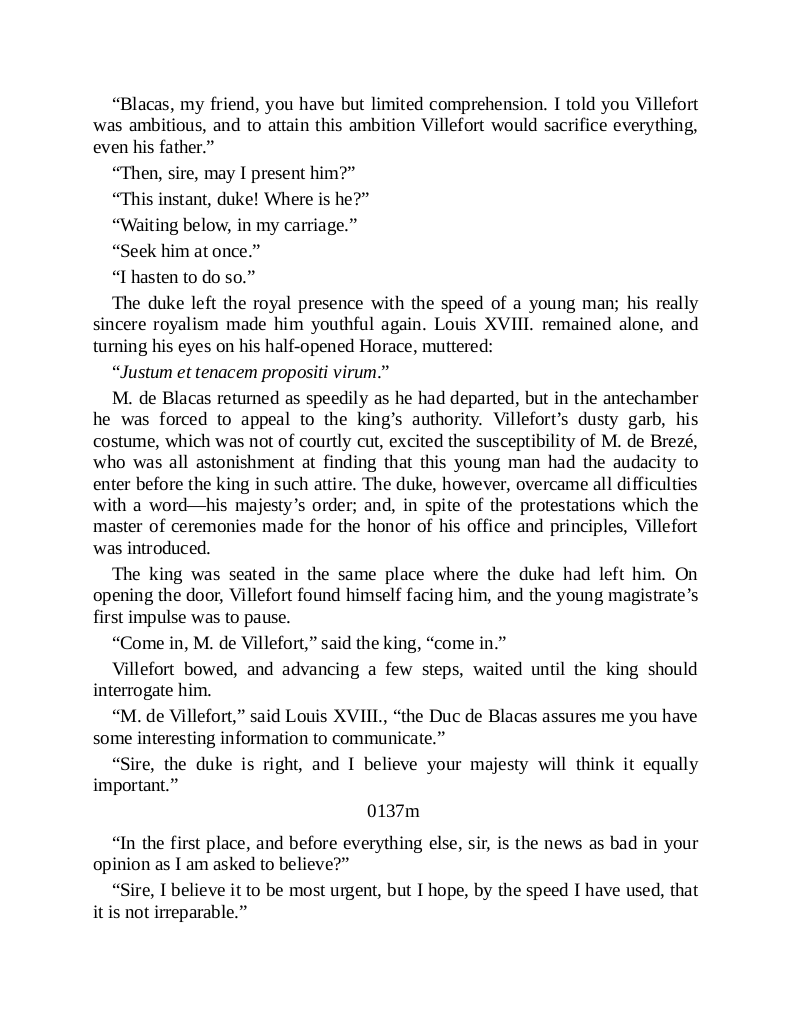 “Blacas, my friend, you have but limited comprehension. I told you Villefort
was ambitious, and to attain this ambition Villefort would sacrifice everything,
even his father.”
“Then, sire, may I present him?”
“This instant, duke! Where is he?”
“Waiting below, in my carriage.”
“Seek him at once.”
“I hasten to do so.”
The duke left the royal presence with the speed of a young man; his really
sincere royalism made him youthful again. Louis XVIII. remained alone, and
turning his eyes on his half-opened Horace, muttered:
“Justum et tenacem propositi virum.”
M. de Blacas returned as speedily as he had departed, but in the antechamber
he was forced to appeal to the king’s authority. Villefort’s dusty garb, his
costume, which was not of courtly cut, excited the susceptibility of M. de Brezé,
who was all astonishment at finding that this young man had the audacity to
enter before the king in such attire. The duke, however, overcame all difficulties
with a word—his majesty’s order; and, in spite of the protestations which the
master of ceremonies made for the honor of his office and principles, Villefort
was introduced.
The king was seated in the same place where the duke had left him. On
opening the door, Villefort found himself facing him, and the young magistrate’s
first impulse was to pause.
“Come in, M. de Villefort,” said the king, “come in.”
Villefort bowed, and advancing a few steps, waited until the king should
interrogate him.
“M. de Villefort,” said Louis XVIII., “the Duc de Blacas assures me you have
some interesting information to communicate.”
“Sire, the duke is right, and I believe your majesty will think it equally
important.”
0137m
“In the first place, and before everything else, sir, is the news as bad in your
opinion as I am asked to believe?”
“Sire, I believe it to be most urgent, but I hope, by the speed I have used, that
it is not irreparable.”